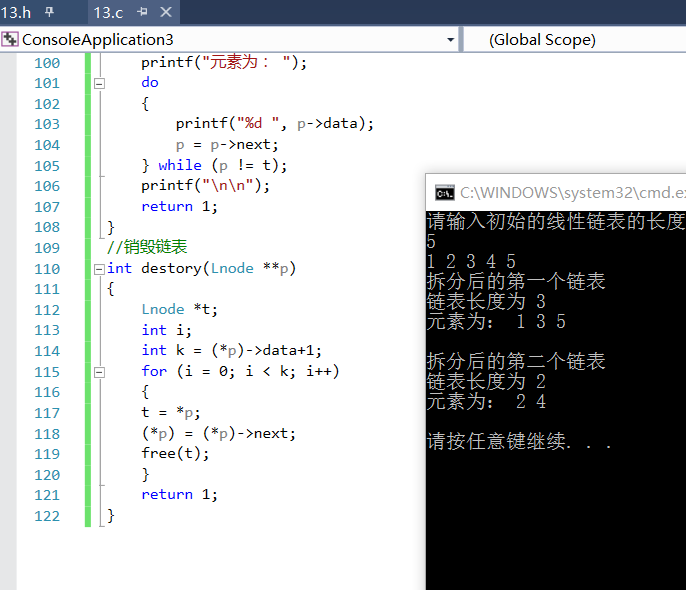 13.h 13.c
ConsoleApplication3 (Global Scope)
100 printf("元素为： ");
101 do
102 {
103 printf("%d ", p->data);
104 p = p->next;
105 } while (p != t);
106 printf("\n\n");
107 return 1;
108 }
109 //销毁链表
110 int destory(Lnode **p)
111 {
112 Lnode *t;
113 int i;
114 int k = (*p)->data+1;
115 for (i = 0; i < k; i++)
116 {
117 t = *p;
118 (*p) = (*p)->next;
119 free(t);
120 }
121 return 1;
122 }
C:\WINDOWS\system32\cmd.e
请输入初始的线性链表的长度
5
1 2 3 4 5
拆分后的第一个链表
链表长度为 3
元素为： 1 3 5
拆分后的第二个链表
链表长度为 2
元素为： 2 4
请按任意键继续. . .